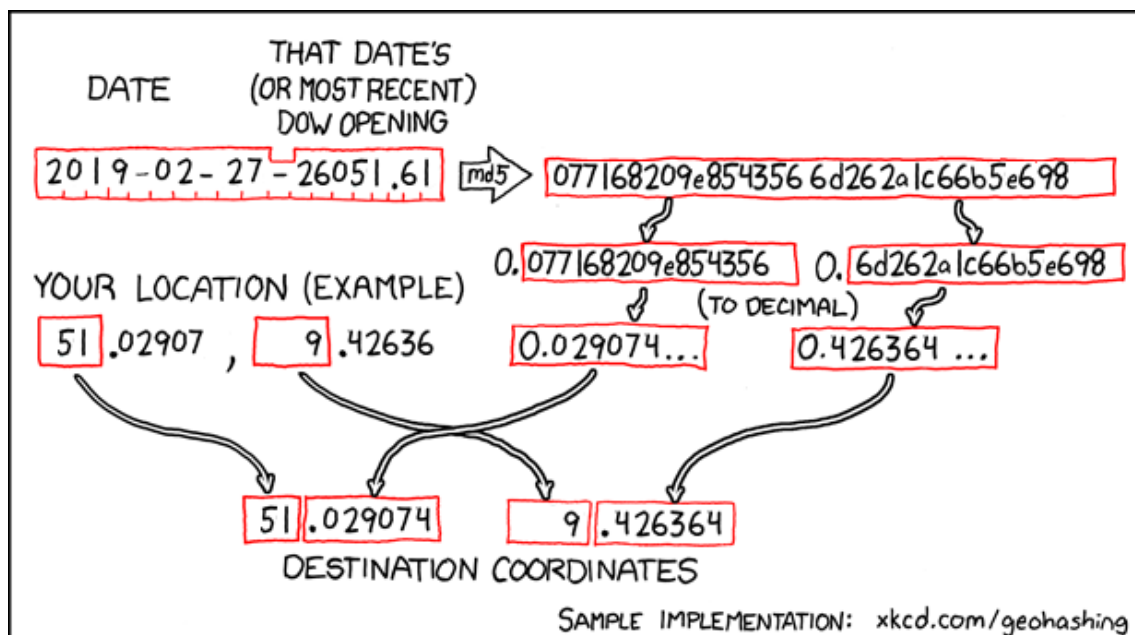 DATE
THAT DATE'S
(OR MOST RECENT)
DOW OPENING
2019-02-27-26051.61
md5
077168209e8543566d262a1c66b5e698
0.077168209e854356
0.6d262a1c66b5e698
YOUR LOCATION (EXAMPLE)
(TO DECIMAL)
51.02907, 9.42636
0.029074...
0.426364...
51.029074
9.426364
DESTINATION COORDINATES
SAMPLE IMPLEMENTATION: xkcd.com/geohashing